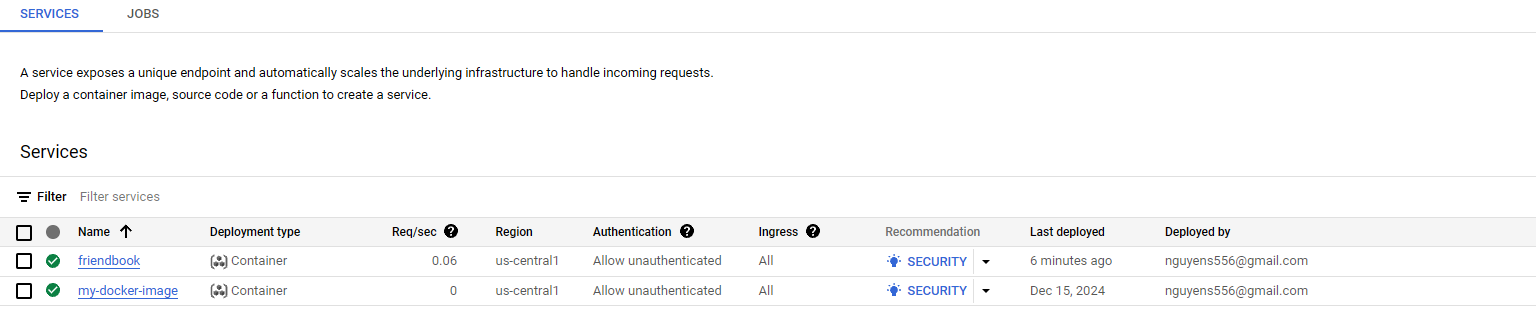 SERVICES JOBS
A service exposes a unique endpoint and automatically scales the underlying infrastructure to handle incoming requests.
Deploy a container image, source code or a function to create a service.
Services
Filter Filter services
Name Deployment type Req/sec Region Authentication Ingress Recommendation Last deployed Deployed by
friendbook Container 0.06 us-central1 Allow unauthenticated All SECURITY 6 minutes ago nguyens556@gmail.com
my-docker-image Container 0 us-central1 Allow unauthenticated All SECURITY Dec 15, 2024 nguyens556@gmail.com